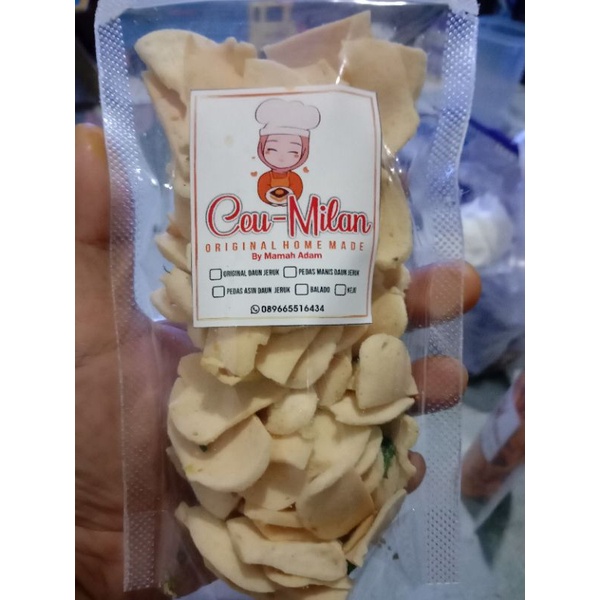 Ceu-Milan
ORIGINAL HOME MADE
By Mamah Adam
ORIGINAL DAUN JERUK PEDAS MANIS DAUN JERUK
PEDAS ASIN DAUN JERUK BALADO KEJU
089665516434